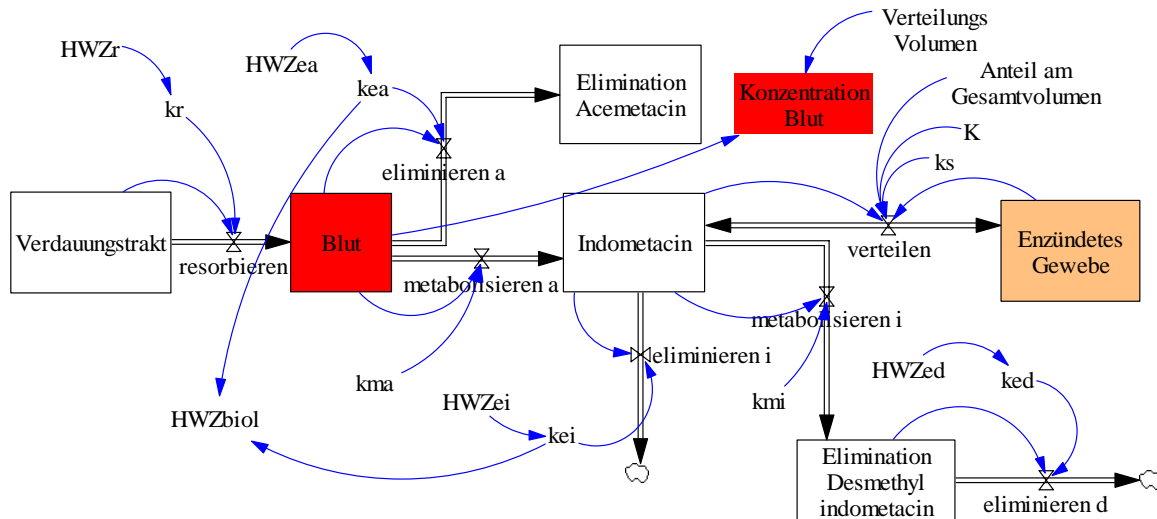 Verteilungs
Volumen
HWZr
HWZea
kea
kr
Elimination
Acemetacin
Konzentration
Blut
Anteil am
Gesamtvolumen
K
ks
eliminieren a
Verdauungstrakt
resorbieren
Blut
metabolisieren a
Indometacin
verteilen
Enzündetes
Gewebe
metabolisieren i
eliminieren i
kma
kmi
HWZbiol
HWZei
kei
HWZed
ked
Elimination
Desmethyl
indometacin
eliminieren d